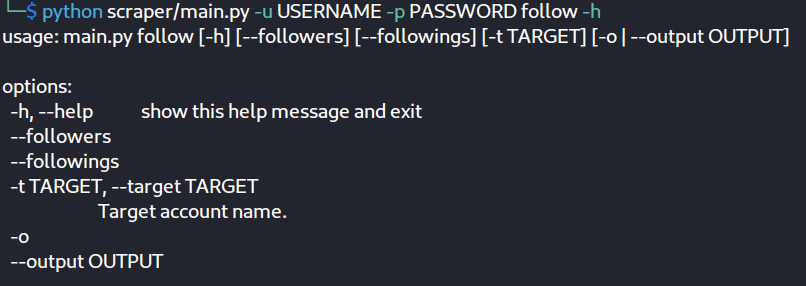 └─$ python scraper/main.py -u USERNAME -p PASSWORD follow -h
usage: main.py follow [-h] [--followers] [--followings] [-t TARGET] [-o | --output OUTPUT]

options:
  -h, --help            show this help message and exit
  --followers
  --followings
  -t TARGET, --target TARGET
                        Target account name.
  -o
  --output OUTPUT